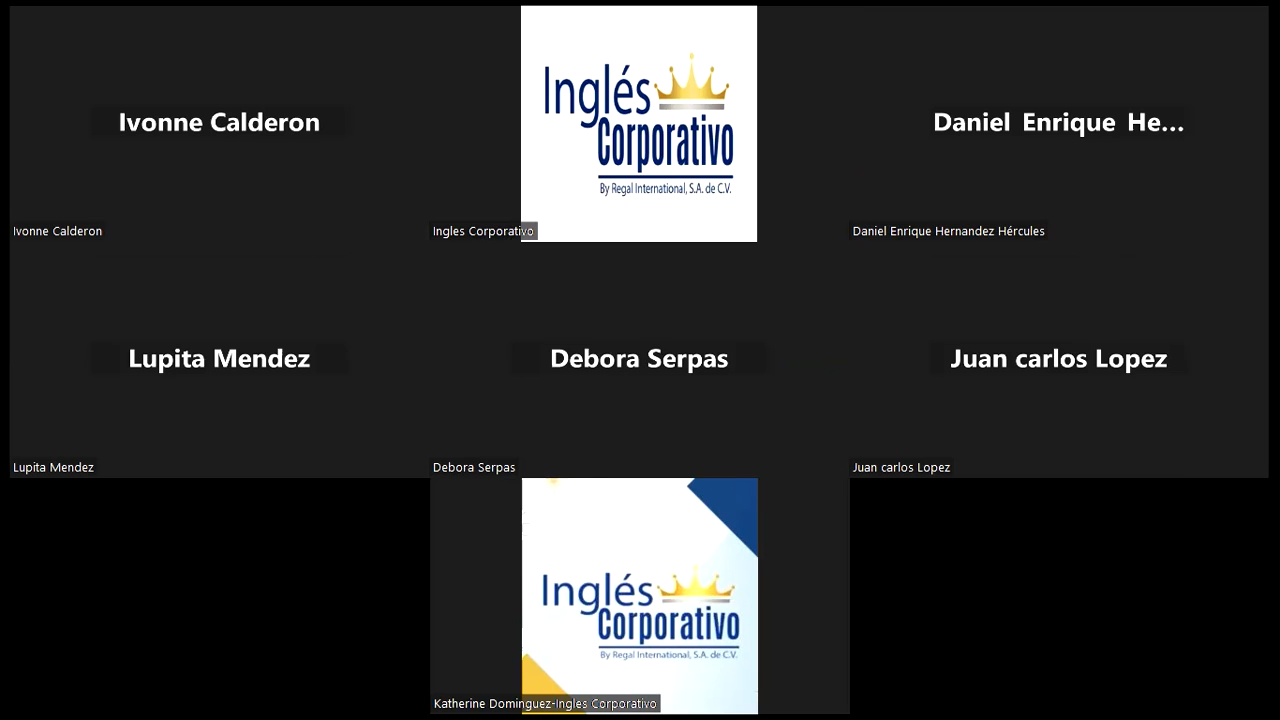 Ivonne Calderon
Inglés
Corporativo
By Regal International, S.A. de C.V.
Daniel Enrique He...
Ivonne Calderon
Ingles Corporativo
Daniel Enrique Hernandez Hércules
Lupita Mendez
Debora Serpas
Juan carlos Lopez
Lupita Mendez
Debora Serpas
Juan carlos Lopez
Inglés
Corporativo
By Regal International, S.A. de C.V.
Katherine Dominguez-Ingles Corporativo